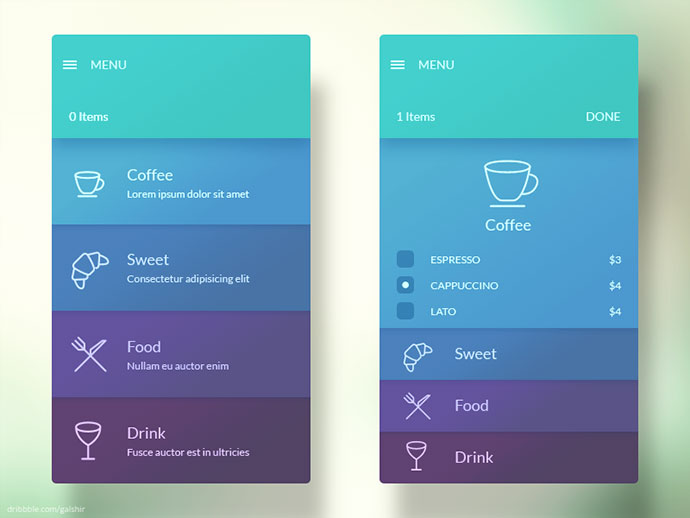 MENU
0 Items
Coffee
Lorem ipsum dolor sit amet
Sweet
Consectetur adipisicing elit
Food
Nullam eu auctor enim
Drink
Fusce auctor est in ultricies
MENU
1 Items DONE
Coffee
ESPRESSO $3
CAPPUCCINO $4
LATO $4
Sweet
Food
Drink
dribbble.com/galshir